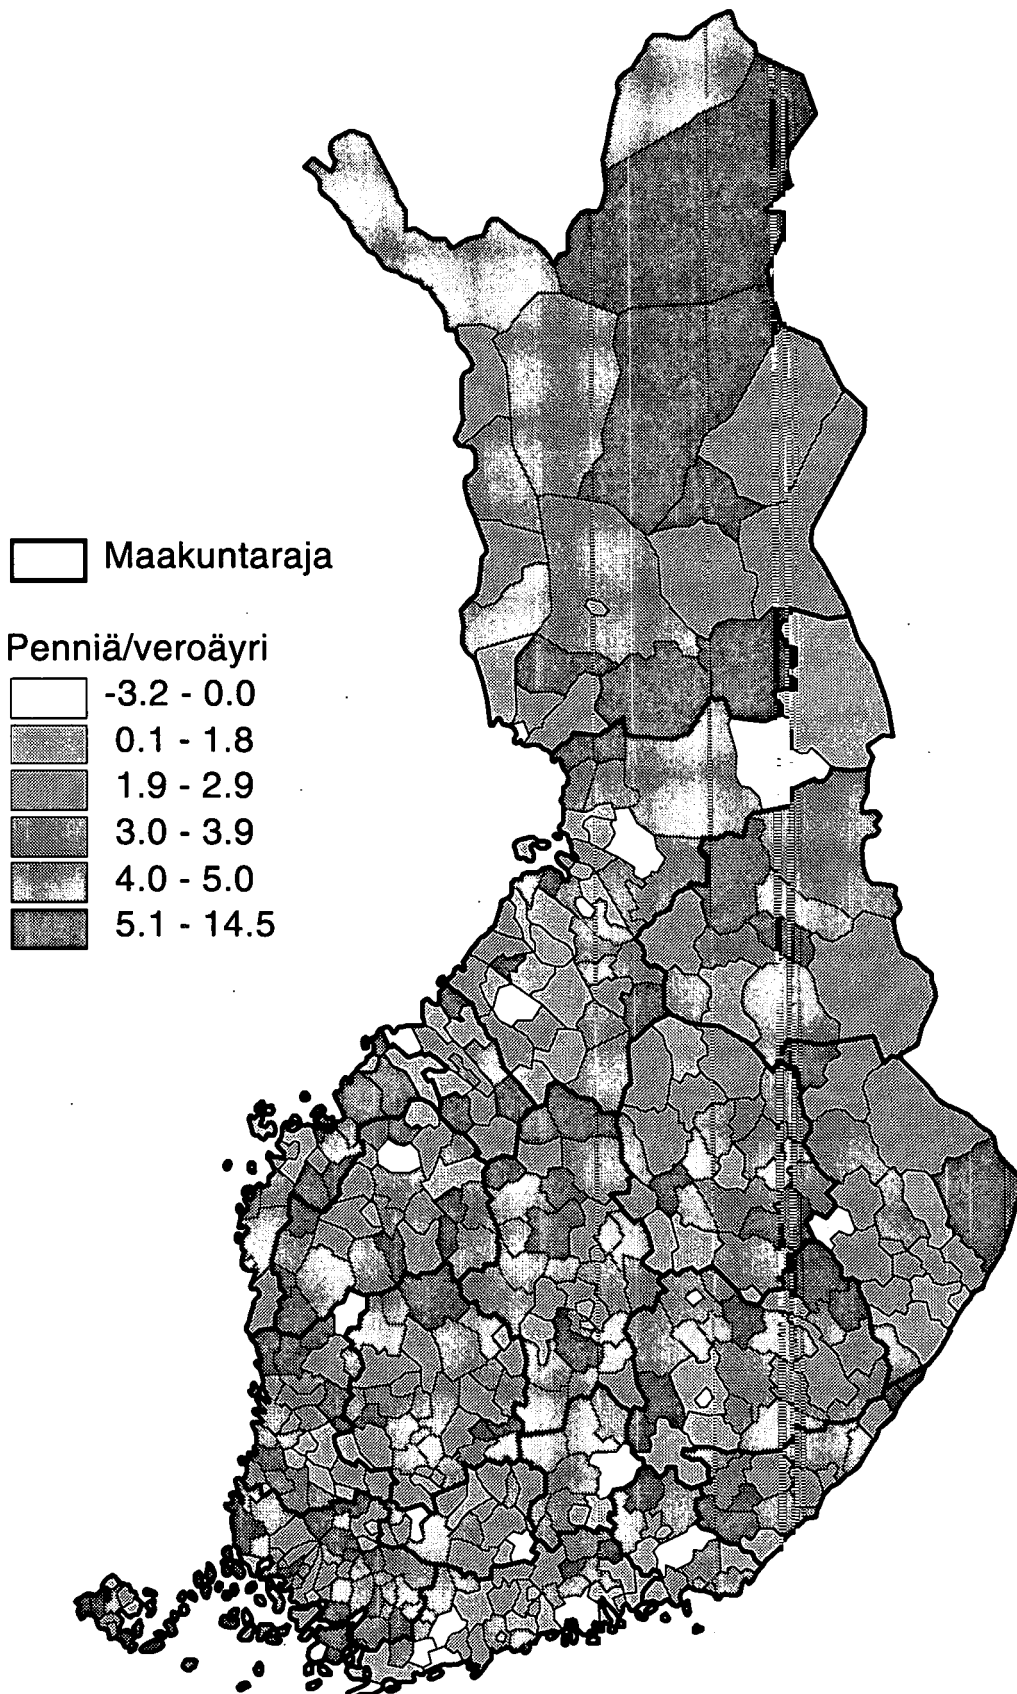 Maakuntaraja
Penniä/veroäyri
-3.2 - 0.0
0.1 - 1.8
1.9 - 2.9
3.0 - 3.9
4.0 - 5.0
5.1 - 14.5